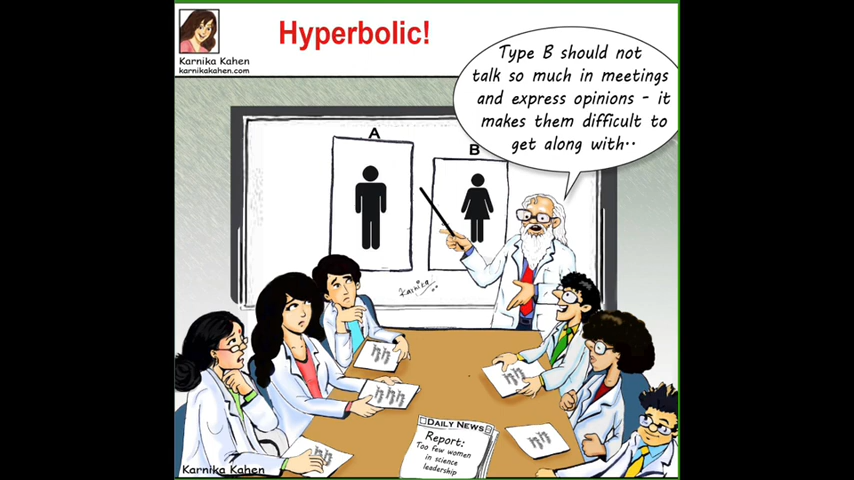 Hyperbolic!
Karnika Kahen
karnikakahen.com
Type B should not
talk so much in meetings
and express opinions - it
makes them difficult to
get along with..
A
B
Karnika
DAILY NEWS
Report:
Too few women
in science
leadership
Karnika Kahen